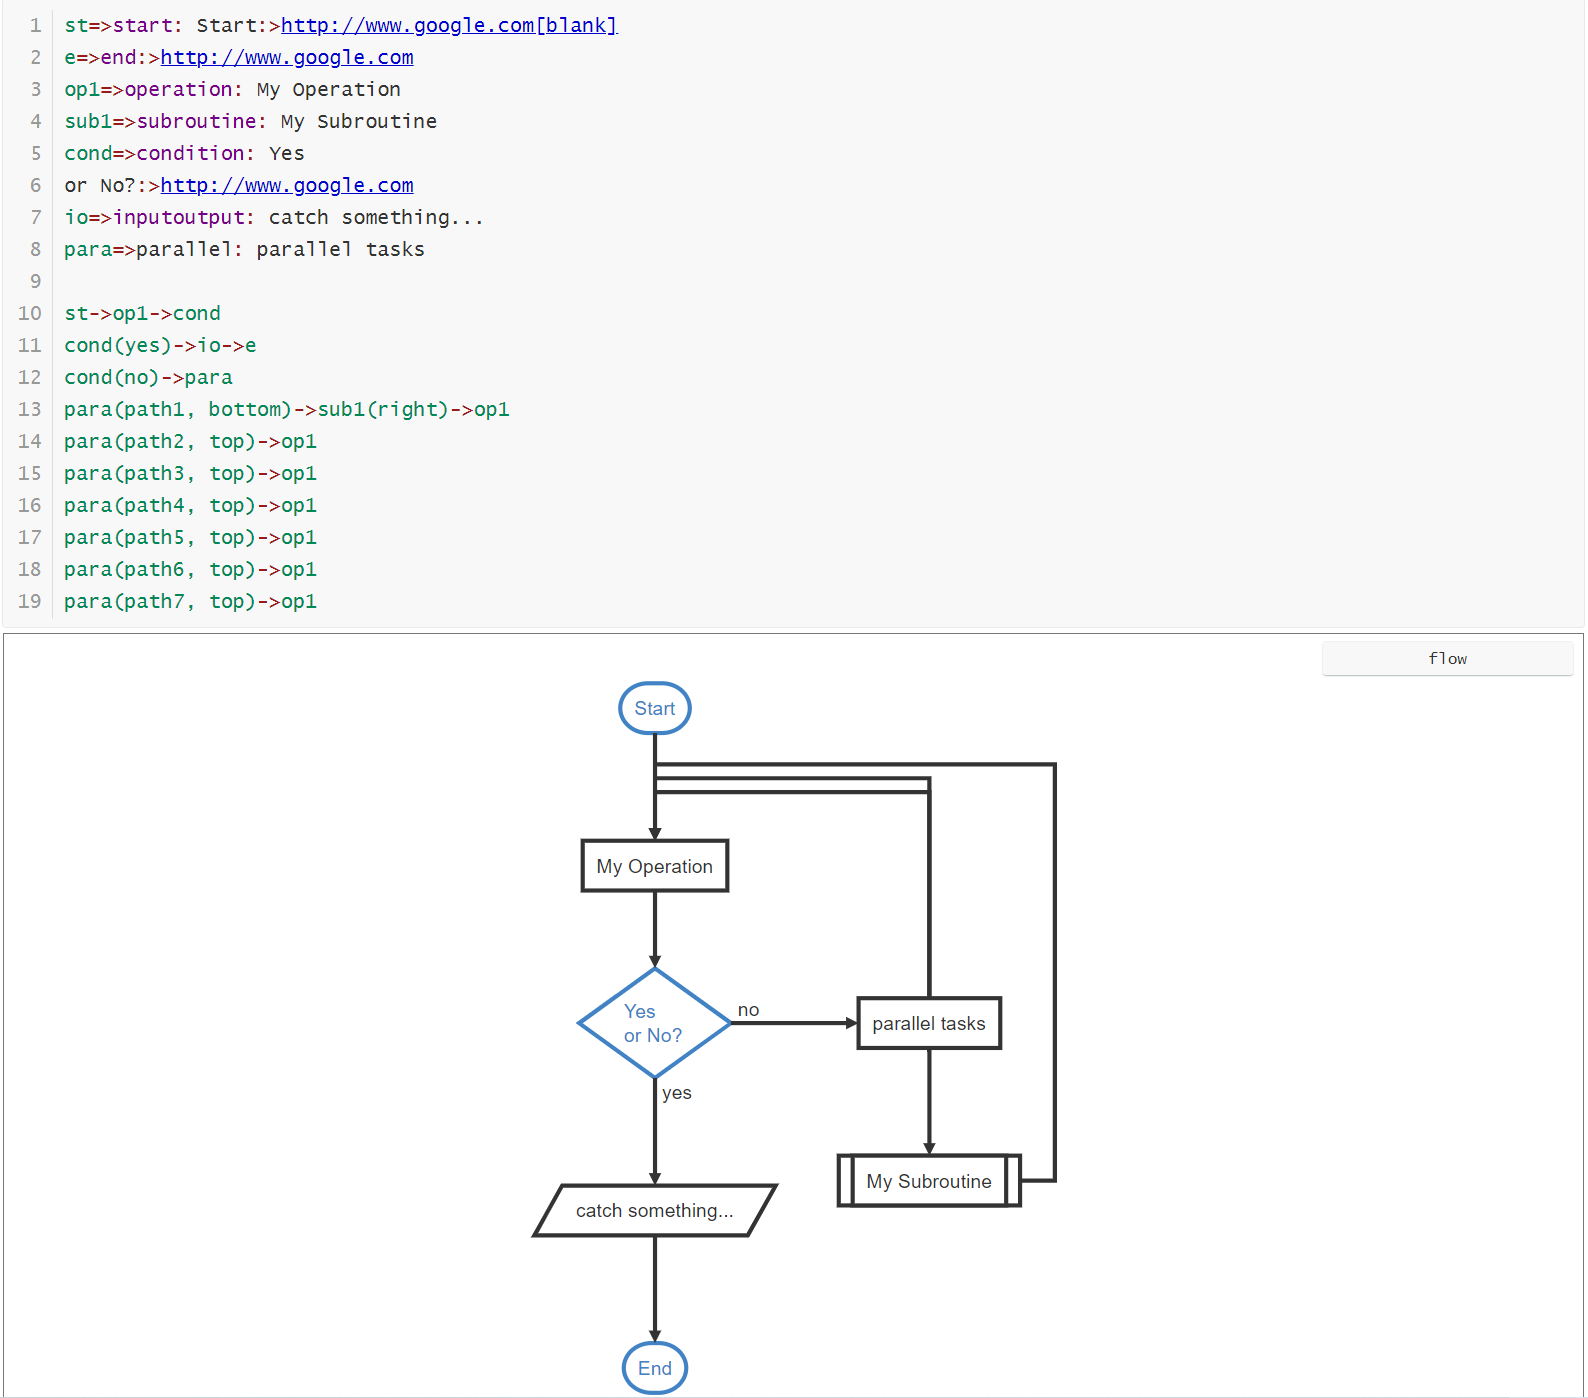 1 st=>start: Start:>http://www.google.com[blank]
2 e=>end:>http://www.google.com
3 op1=>operation: My Operation
4 sub1=>subroutine: My Subroutine
5 cond=>condition: Yes
6 or No?:>http://www.google.com
7 io=>inputoutput: catch something...
8 para=>parallel: parallel tasks
9
10 st->op1->cond
11 cond(yes)->io->e
12 cond(no)->para
13 para(path1, bottom)->sub1(right)->op1
14 para(path2, top)->op1
15 para(path3, top)->op1
16 para(path4, top)->op1
17 para(path5, top)->op1
18 para(path6, top)->op1
19 para(path7, top)->op1
flow
Start
My Operation
Yes
or No?
no
parallel tasks
yes
My Subroutine
catch something...
End